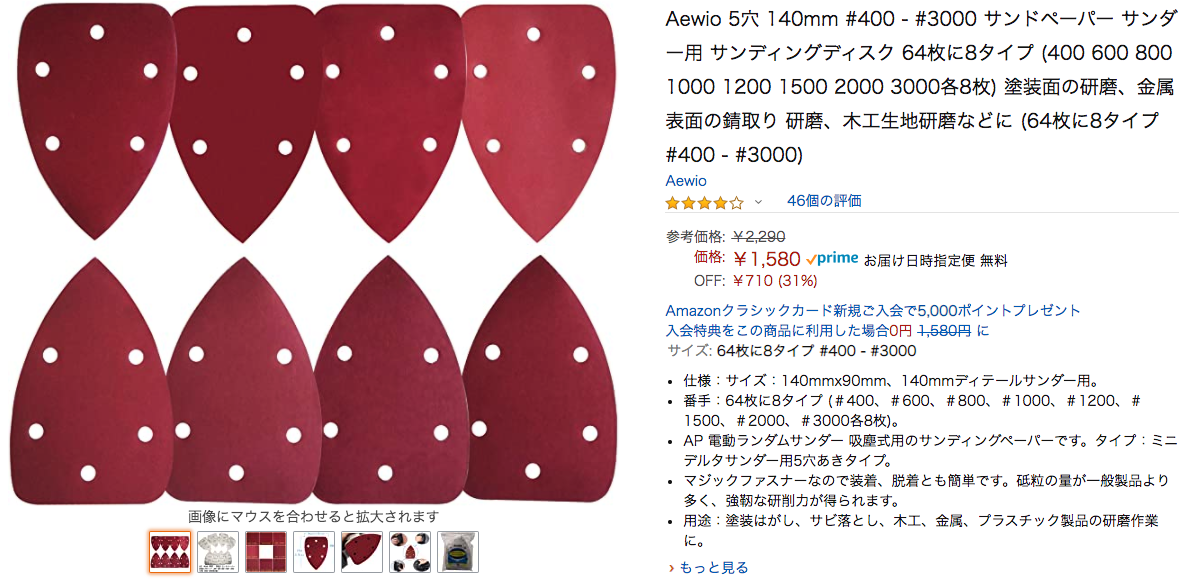 Aewio 5穴 140mm #400 - #3000 サンドペーパー サンダ
ー用 サンディングディスク 64枚に8タイプ (400 600 800
1000 1200 1500 2000 3000各8枚) 塗装面の研磨、金属
表面の錆取り 研磨、木工生地研磨などに (64枚に8タイプ
#400 - #3000)
Aewio
46個の評価
参考価格: ￥2,290
価格: ￥1,580 prime お届け日時指定便 無料
OFF: ￥710 (31%)
Amazonクラシックカード新規ご入会で5,000ポイントプレゼント
入会特典をこの商品に利用した場合0円 1,580円 に
サイズ: 64枚に8タイプ #400 - #3000
• 仕様：サイズ：140mmx90mm、140mmディテールサンダー用。
• 番手：64枚に8タイプ (＃400、＃600、＃800、＃1000、＃1200、＃
1500、＃2000、＃3000各8枚)。
• AP 電動ランダムサンダー 吸塵式用のサンディングペーパーです。タイプ：ミニ
デルタサンダー用5穴あきタイプ。
• マジックファスナーなので装着、脱着とも簡単です。砥粒の量が一般製品より
多く、強靭な研削力が得られます。
• 用途：塗装はがし、サビ落とし、木工、金属、プラスチック製品の研磨作業
に。
› もっと見る
画像にマウスを合わせると拡大されます